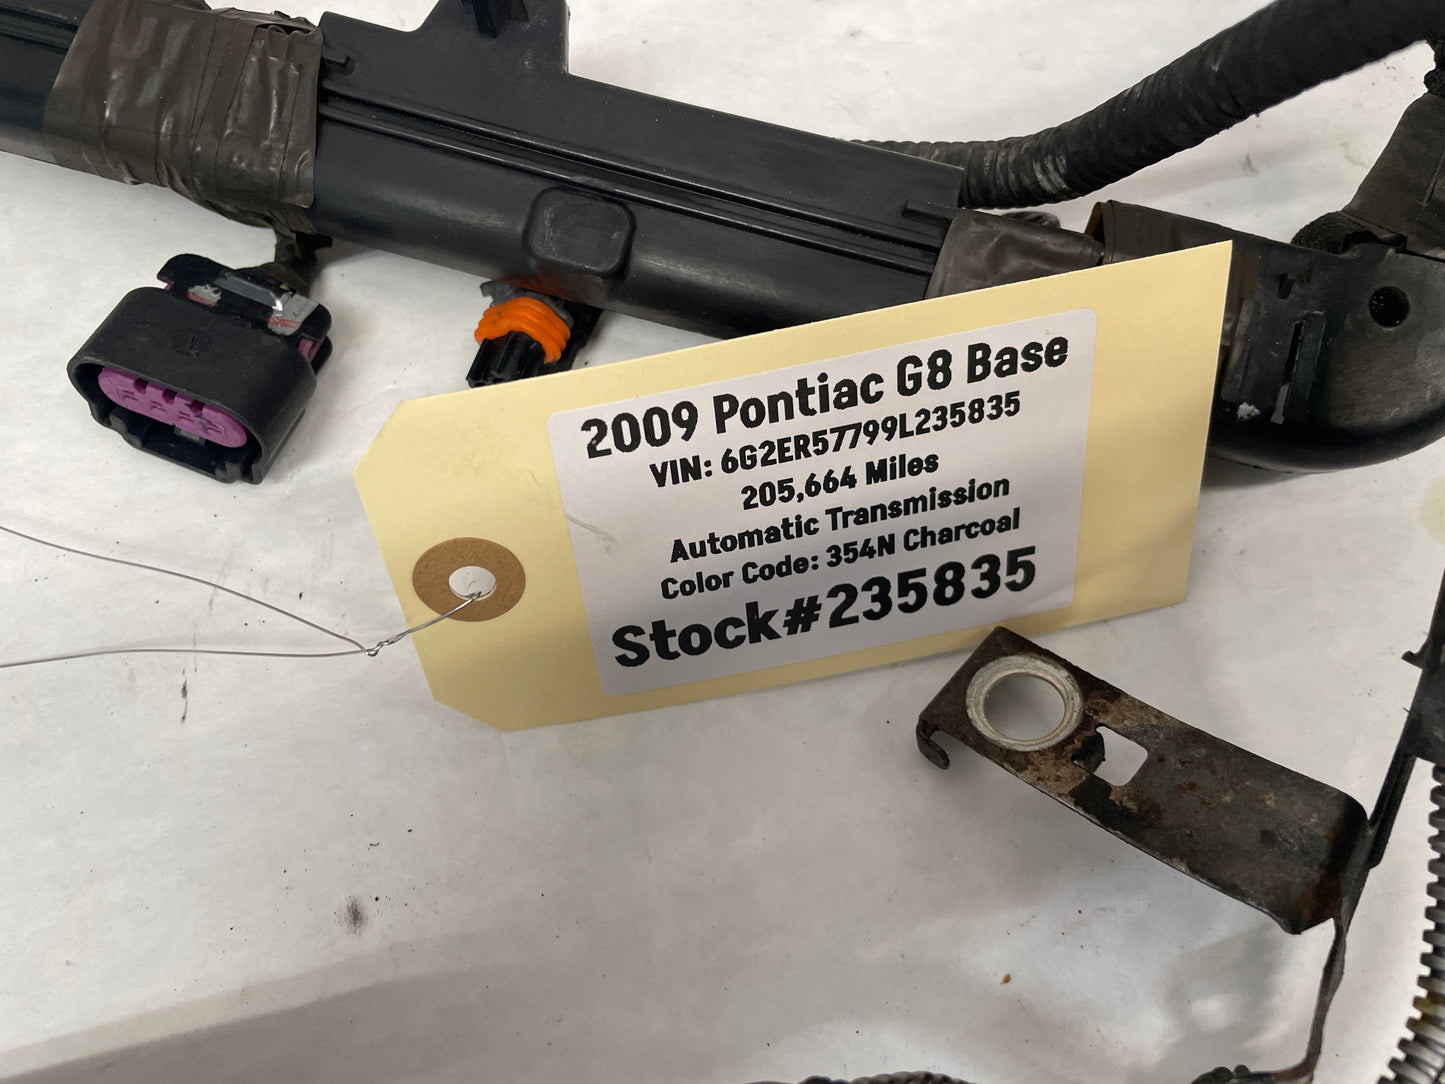 2009 Pontiac G8 Base
VIN: 6G2ER57799L235835
205,664 Miles
Automatic Transmission
Color Code: 354N Charcoal
Stock#235835